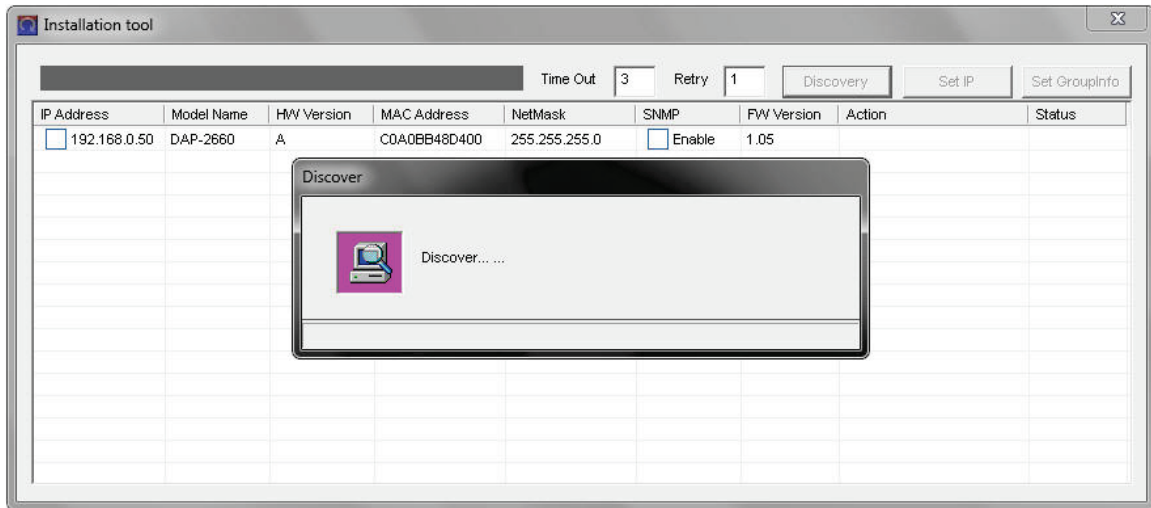 Installation tool
Time Out 3 Retry 1 Discovery Set IP Set GroupInfo
IP Address Model Name HW Version MAC Address NetMask SNMP FW Version Action Status
192.168.0.50 DAP-2660 A C0A0BB48D400 255.255.255.0 Enable 1.05
Discover
Discover... ...